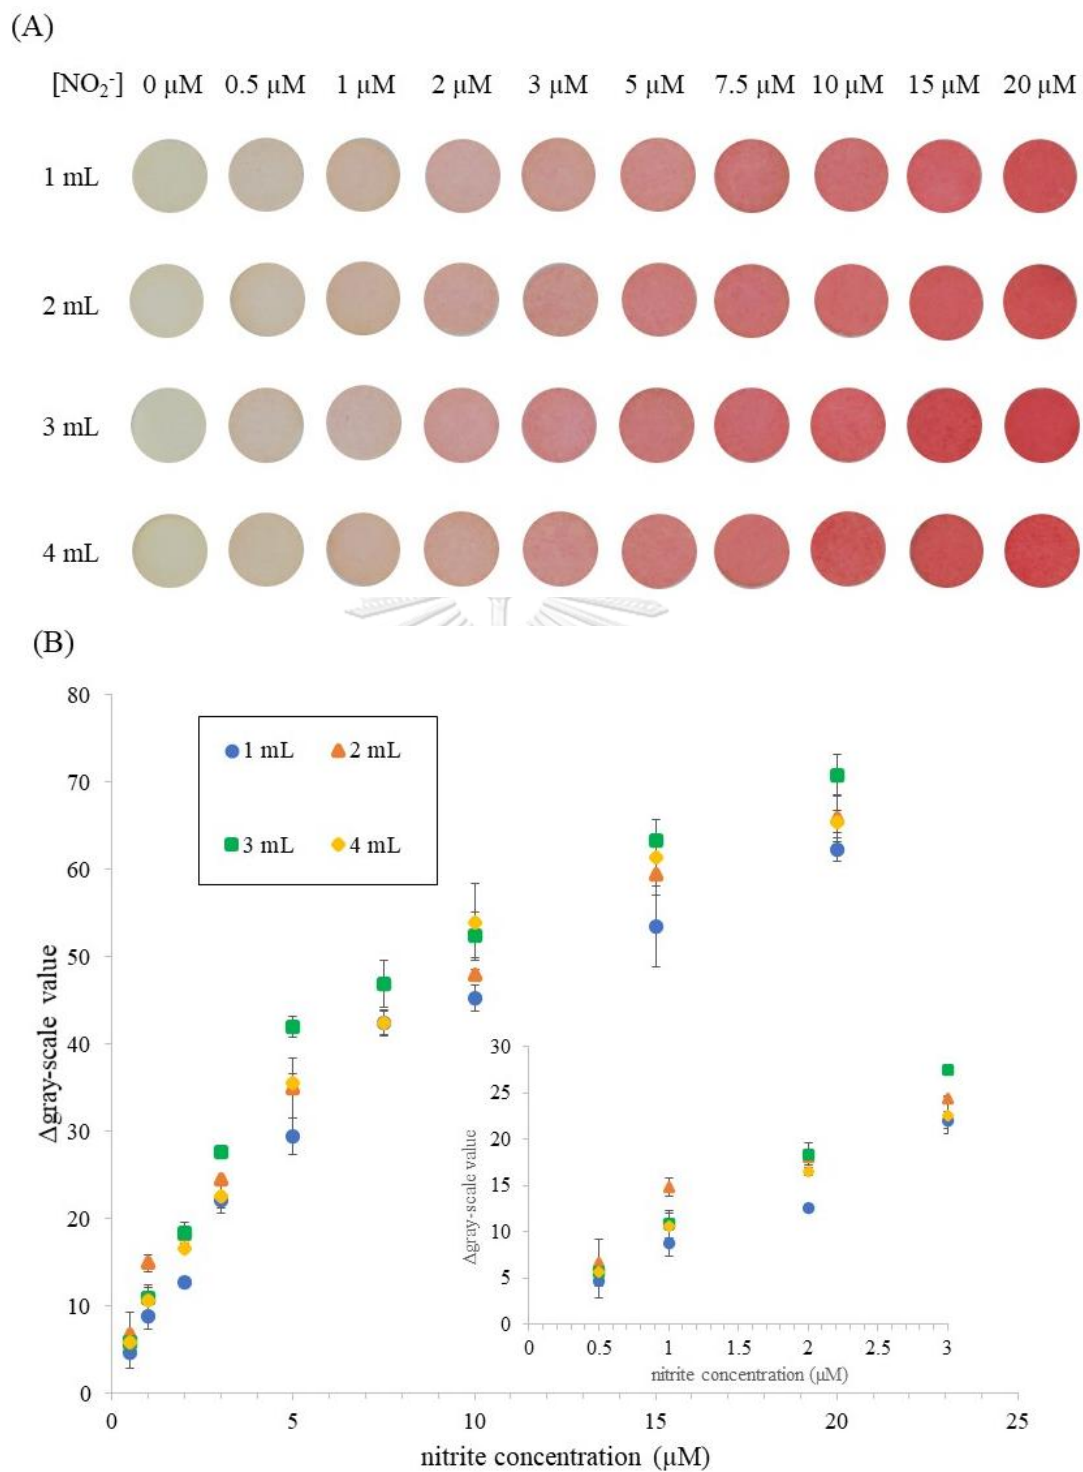 (A)
[NO₂⁻] 0 μM 0.5 μM 1 μM 2 μM 3 μM 5 μM 7.5 μM 10 μM 15 μM 20 μM
1 mL
2 mL
3 mL
4 mL
(B)
80
70
60
50
40
30
20
10
0
Δgray-scale value
1 mL 2 mL
3 mL 4 mL
30
25
20
15
10
5
0
Δgray-scale value
0 0.5 1 1.5 2 2.5 3
nitrite concentration (μM)
0 5 10 15 20 25
nitrite concentration (μM)